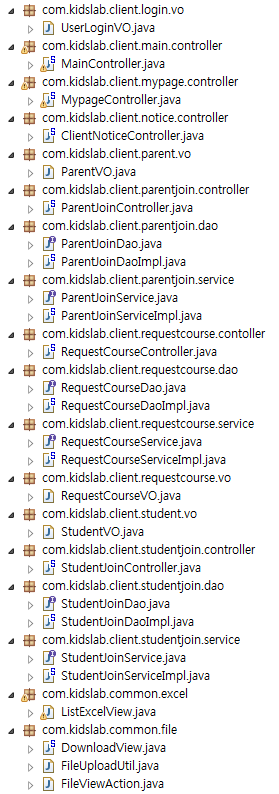 com.kidslab.client.login.vo
UserLoginVO.java
com.kidslab.client.main.controller
MainController.java
com.kidslab.client.mypage.controller
MypageController.java
com.kidslab.client.notice.controller
ClientNoticeController.java
com.kidslab.client.parent.vo
ParentVO.java
com.kidslab.client.parentjoin.controller
ParentJoinController.java
com.kidslab.client.parentjoin.dao
ParentJoinDao.java
ParentJoinDaoImpl.java
com.kidslab.client.parentjoin.service
ParentJoinService.java
ParentJoinServiceImpl.java
com.kidslab.client.requestcourse.contoller
RequestCourseController.java
com.kidslab.client.requestcourse.dao
RequestCourseDao.java
RequestCourseDaoImpl.java
com.kidslab.client.requestcourse.service
RequestCourseService.java
RequestCourseServiceImpl.java
com.kidslab.client.requestcourse.vo
RequestCourseVO.java
com.kidslab.client.student.vo
StudentVO.java
com.kidslab.client.studentjoin.controller
StudentJoinController.java
com.kidslab.client.studentjoin.dao
StudentJoinDao.java
StudentJoinDaoImpl.java
com.kidslab.client.studentjoin.service
StudentJoinService.java
StudentJoinServiceImpl.java
com.kidslab.common.excel
ListExcelView.java
com.kidslab.common.file
DownloadView.java
FileUploadUtil.java
FileViewAction.java